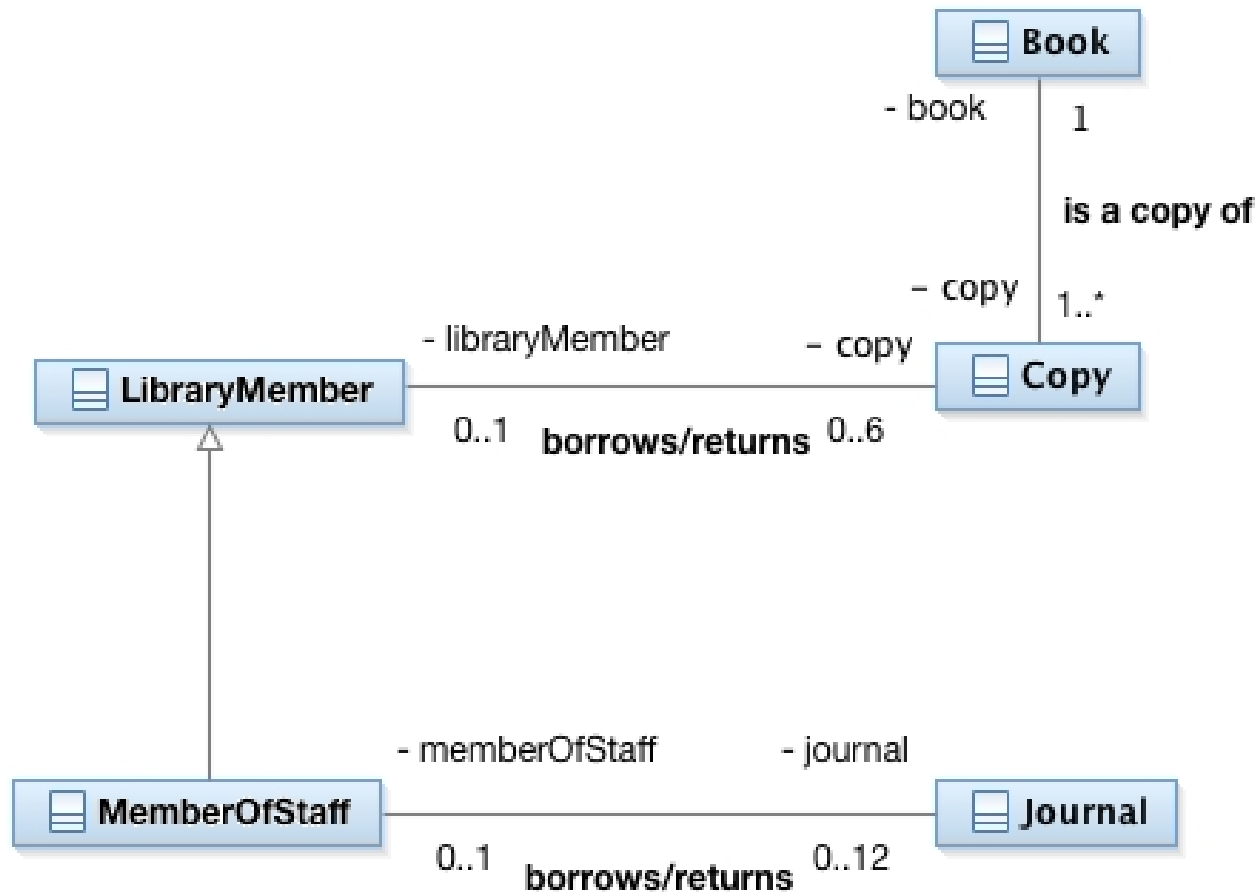 Book
- book
1
is a copy of
- copy
1..*
- libraryMember
- copy
LibraryMember
Copy
0..1
borrows/returns
0..6
- memberOfStaff
- journal
MemberOfStaff
Journal
0..1
borrows/returns
0..12